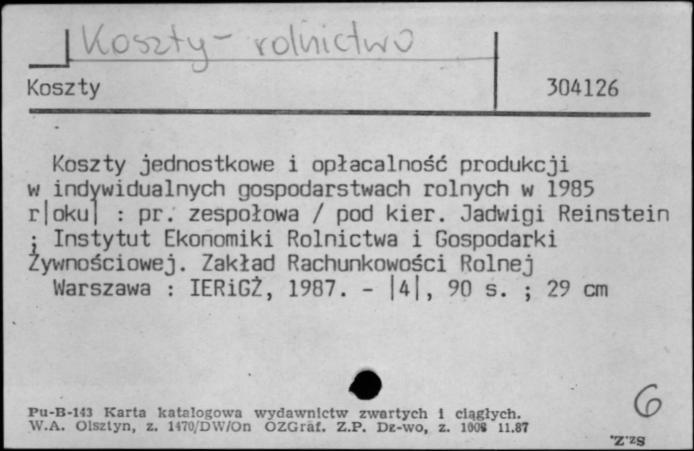 Koszty - rolnictwo
Koszty 304126
Koszty jednostkowe i opłacalność produkcji
w indywidualnych gospodarstwach rolnych w 1985
r|oku| : pr. zespołowa / pod kier. Jadwigi Reinstein
; Instytut Ekonomiki Rolnictwa i Gospodarki
Żywnościowej. Zakład Rachunkowości Rolnej
Warszawa : IERiGŻ, 1987. - |4|, 90 s. ; 29 cm
6
Pu-B-143 Karta katalogowa wydawnictw zwartych i ciągłych.
W.A. Olsztyn, z. 1470/DW/On OZGraf. Z.P. Dz-wo, z. 1008 11.87
Sz.Z.